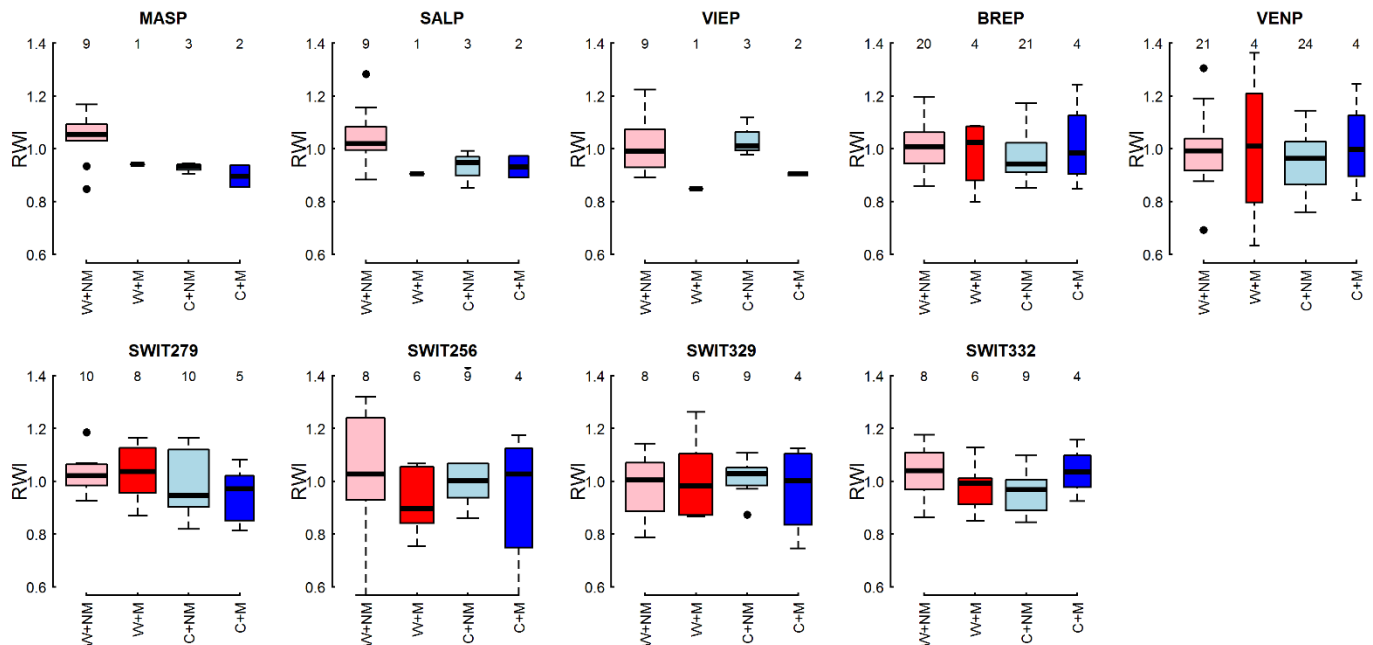 MASP SALP VIEP BREP VENP
1.4 9 1 3 2 1.4 9 1 3 2 1.4 9 1 3 2 1.4 20 4 21 4 1.4 21 4 24 4
1.2 1.2 1.2 1.2 1.2
RWI 1.0 RWI 1.0 RWI 1.0 RWI 1.0 RWI 1.0
0.8 0.8 0.8 0.8 0.8
0.6 0.6 0.6 0.6 0.6
W+NM W+M C+NM C+M W+NM W+M C+NM C+M W+NM W+M C+NM C+M W+NM W+M C+NM C+M W+NM W+M C+NM C+M
SWIT279 SWIT256 SWIT329 SWIT332
1.4 10 8 10 5 1.4 8 6 9 4 1.4 8 6 9 4 1.4 8 6 9 4
1.2 1.2 1.2 1.2
RWI 1.0 RWI 1.0 RWI 1.0 RWI 1.0
0.8 0.8 0.8 0.8
0.6 0.6 0.6 0.6
W+NM W+M C+NM C+M W+NM W+M C+NM C+M W+NM W+M C+NM C+M W+NM W+M C+NM C+M